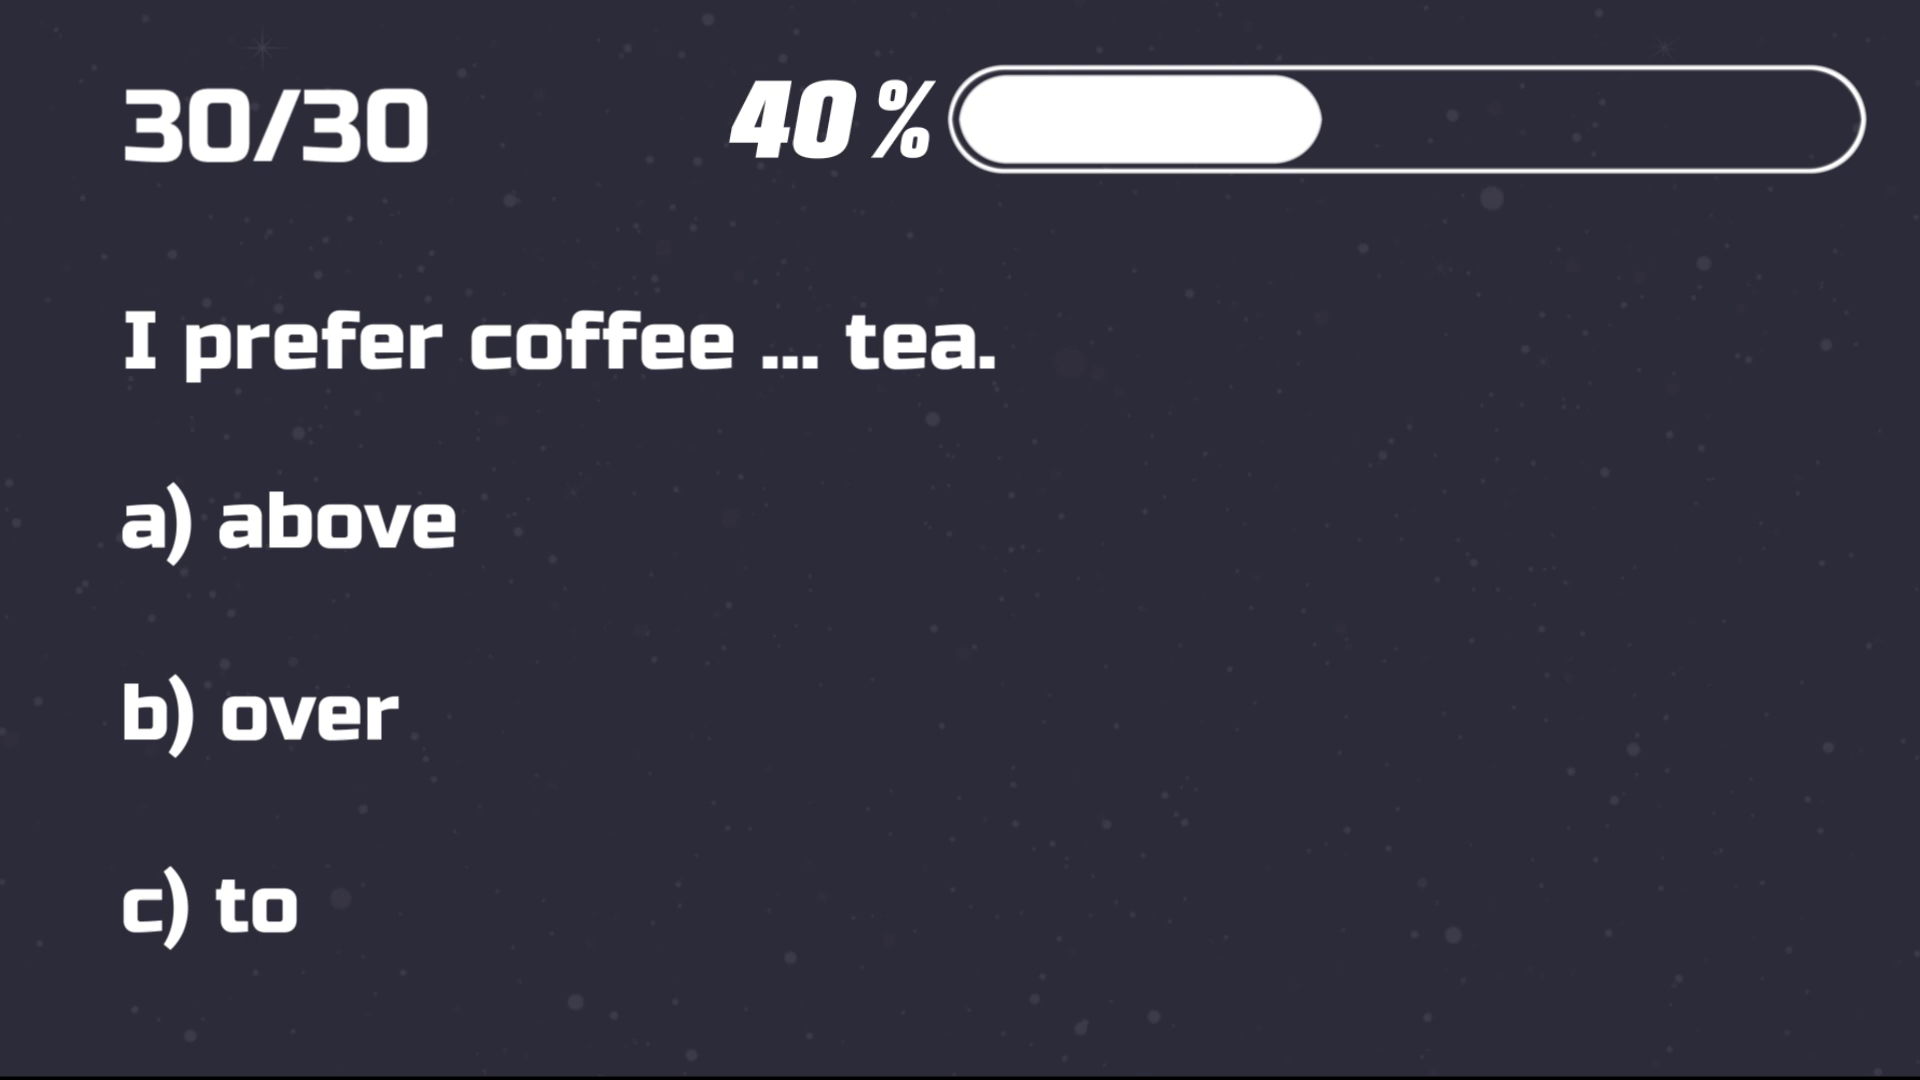 30/30
40%
I prefer coffee ... tea.
a) above
b) over
c) to